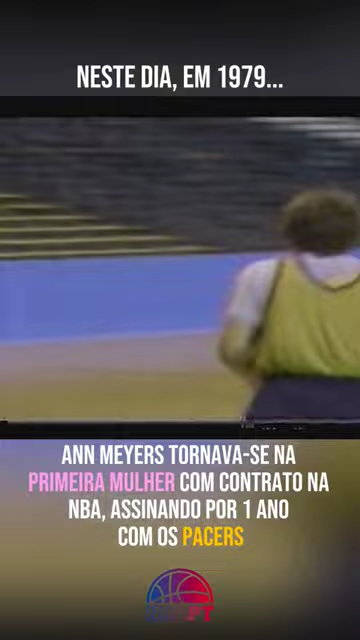 NESTE DIA, EM 1979...
ANN MEYERS TORNAVA-SE NA
PRIMEIRA MULHER COM CONTRATO NA
NBA, ASSINANDO POR 1 ANO
COM OS PACERS